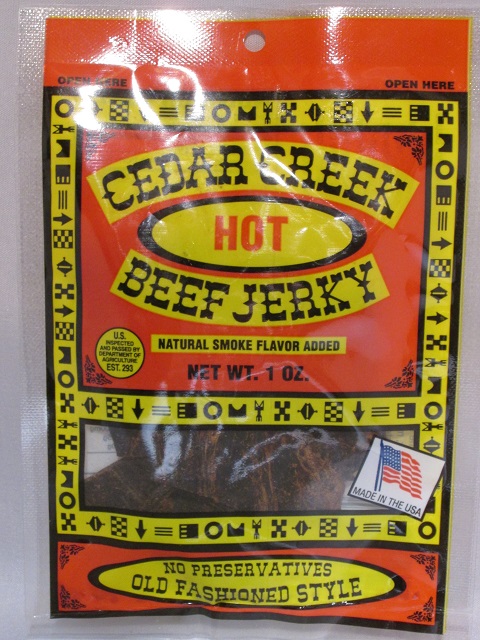 OPEN HERE OPEN HERE
CEDAR CREEK
HOT
BEEF JERKY
U.S.
INSPECTED
AND PASSED BY
DEPARTMENT OF
AGRICULTURE
EST. 293
NATURAL SMOKE FLAVOR ADDED
NET WT. 1 OZ.
MADE IN THE USA
NO PRESERVATIVES
OLD FASHIONED STYLE